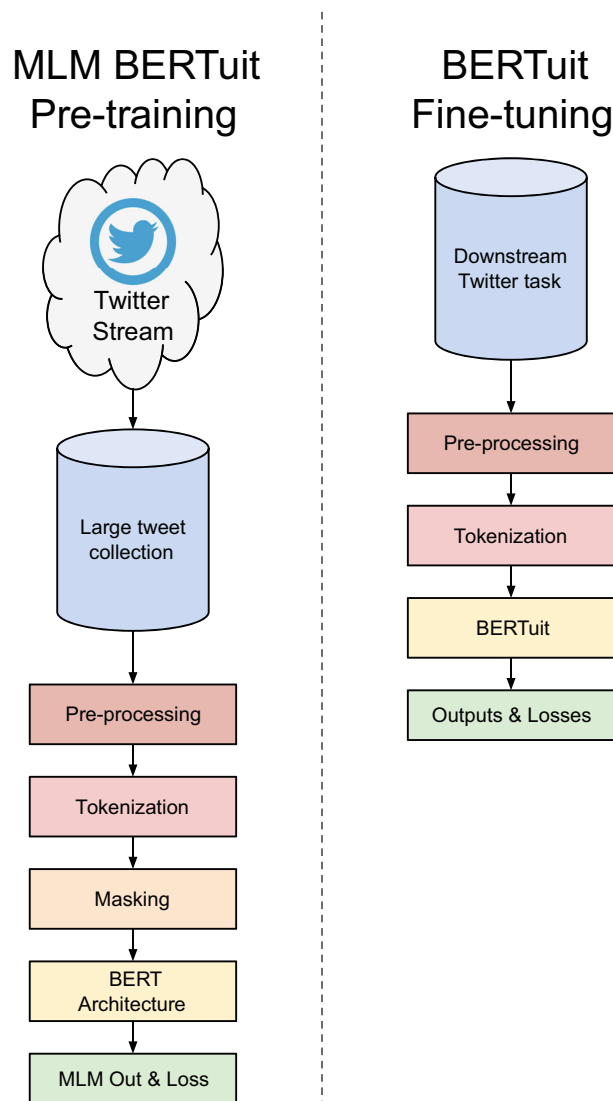 MLM BERTuit
Pre-training
Twitter
Stream
Large tweet
collection
Pre-processing
Tokenization
Masking
BERT
Architecture
MLM Out & Loss
BERTuit
Fine-tuning
Downstream
Twitter task
Pre-processing
Tokenization
BERTuit
Outputs & Losses